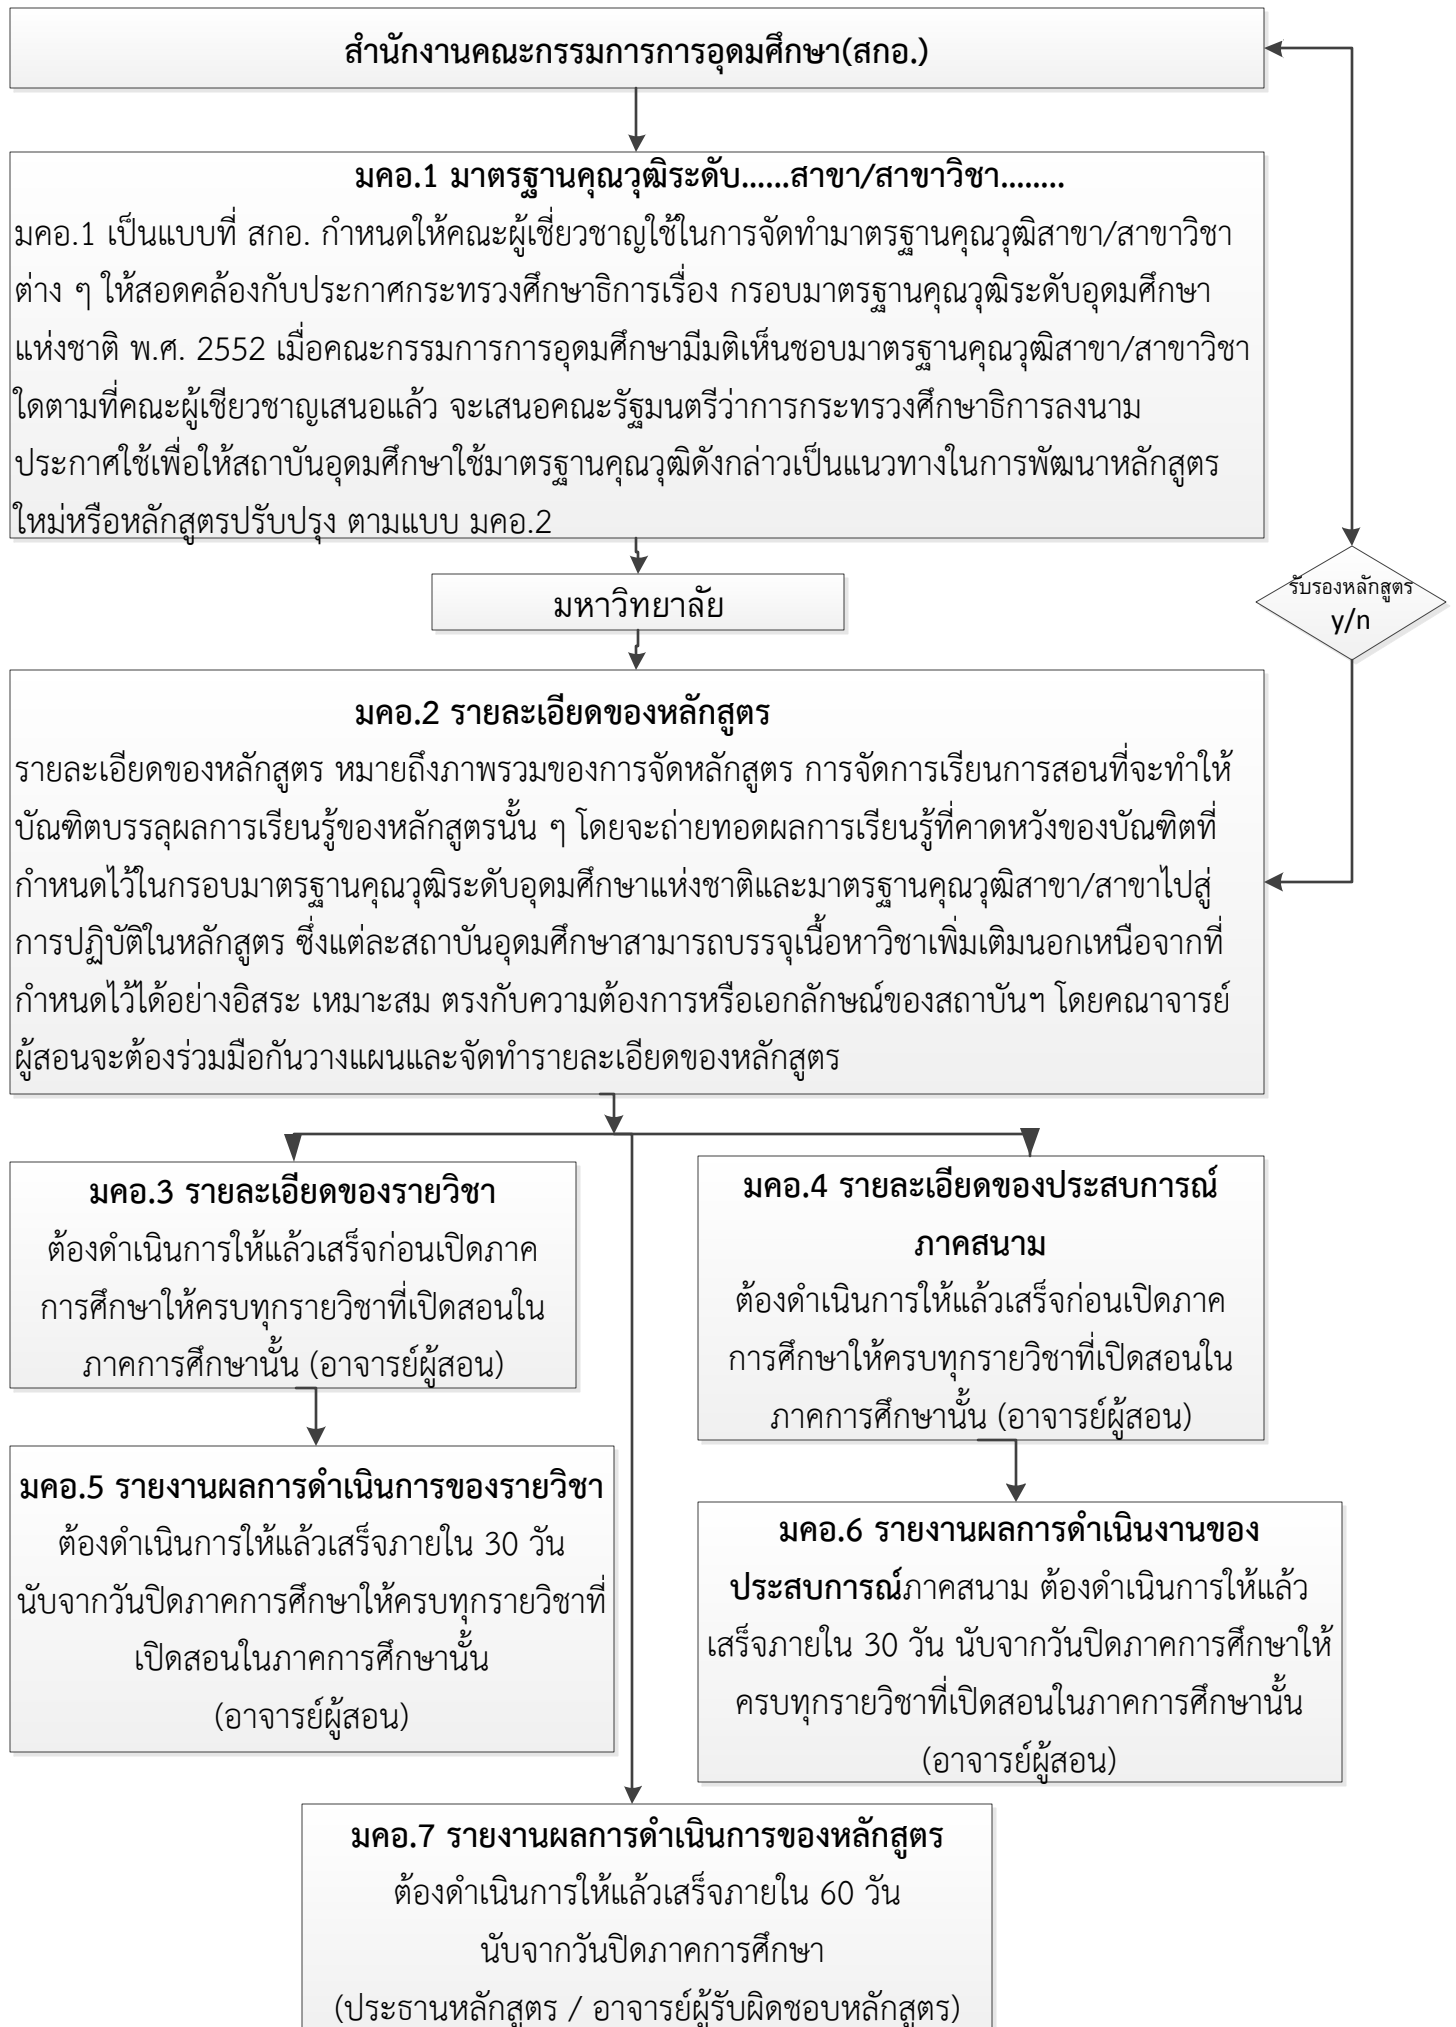 สำนักงานคณะกรรมการการอุดมศึกษา(สกอ.)
มคอ.1 มาตรฐานคุณวุฒิระดับ......สาขา/สาขาวิชา........
มคอ.1 เป็นแบบที่ สกอ. กำหนดให้คณะผู้เชี่ยวชาญใช้ในการจัดทำมาตรฐานคุณวุฒิสาขา/สาขาวิชา
ต่าง ๆ ให้สอดคล้องกับประกาศกระทรวงศึกษาธิการเรื่อง กรอบมาตรฐานคุณวุฒิระดับอุดมศึกษา
แห่งชาติ พ.ศ. 2552 เมื่อคณะกรรมการการอุดมศึกษามีมติเห็นชอบมาตรฐานคุณวุฒิสาขา/สาขาวิชา
ใดตามที่คณะผู้เชียวชาญเสนอแล้ว จะเสนอคณะรัฐมนตรีว่าการกระทรวงศึกษาธิการลงนาม
ประกาศใช้เพื่อให้สถาบันอุดมศึกษาใช้มาตรฐานคุณวุฒิดังกล่าวเป็นแนวทางในการพัฒนาหลักสูตร
ใหม่หรือหลักสูตรปรับปรุง ตามแบบ มคอ.2
รับรองหลักสูตร
y/n
มหาวิทยาลัย
มคอ.2 รายละเอียดของหลักสูตร
รายละเอียดของหลักสูตร หมายถึงภาพรวมของการจัดหลักสูตร การจัดการเรียนการสอนที่จะทำให้
บัณฑิตบรรลุผลการเรียนรู้ของหลักสูตรนั้น ๆ โดยจะถ่ายทอดผลการเรียนรู้ที่คาดหวังของบัณฑิตที่
กำหนดไว้ในกรอบมาตรฐานคุณวุฒิระดับอุดมศึกษาแห่งชาติและมาตรฐานคุณวุฒิสาขา/สาขาไปสู่
การปฏิบัติในหลักสูตร ซึ่งแต่ละสถาบันอุดมศึกษาสามารถบรรจุเนื้อหาวิชาเพิ่มเติมนอกเหนือจากที่
กำหนดไว้ได้อย่างอิสระ เหมาะสม ตรงกับความต้องการหรือเอกลักษณ์ของสถาบันฯ โดยคณาจารย์
ผู้สอนจะต้องร่วมมือกันวางแผนและจัดทำรายละเอียดของหลักสูตร
มคอ.3 รายละเอียดของรายวิชา
ต้องดำเนินการให้แล้วเสร็จก่อนเปิดภาค
การศึกษาให้ครบทุกรายวิชาที่เปิดสอนใน
ภาคการศึกษานั้น (อาจารย์ผู้สอน)
มคอ.4 รายละเอียดของประสบการณ์
ภาคสนาม
ต้องดำเนินการให้แล้วเสร็จก่อนเปิดภาค
การศึกษาให้ครบทุกรายวิชาที่เปิดสอนใน
ภาคการศึกษานั้น (อาจารย์ผู้สอน)
มคอ.5 รายงานผลการดำเนินการของรายวิชา
ต้องดำเนินการให้แล้วเสร็จภายใน 30 วัน
นับจากวันปิดภาคการศึกษาให้ครบทุกรายวิชาที่
เปิดสอนในภาคการศึกษานั้น
(อาจารย์ผู้สอน)
มคอ.6 รายงานผลการดำเนินงานของ
ประสบการณ์ภาคสนาม ต้องดำเนินการให้แล้ว
เสร็จภายใน 30 วัน นับจากวันปิดภาคการศึกษาให้
ครบทุกรายวิชาที่เปิดสอนในภาคการศึกษานั้น
(อาจารย์ผู้สอน)
มคอ.7 รายงานผลการดำเนินการของหลักสูตร
ต้องดำเนินการให้แล้วเสร็จภายใน 60 วัน
นับจากวันปิดภาคการศึกษา
(ประธานหลักสูตร / อาจารย์ผู้รับผิดชอบหลักสูตร)